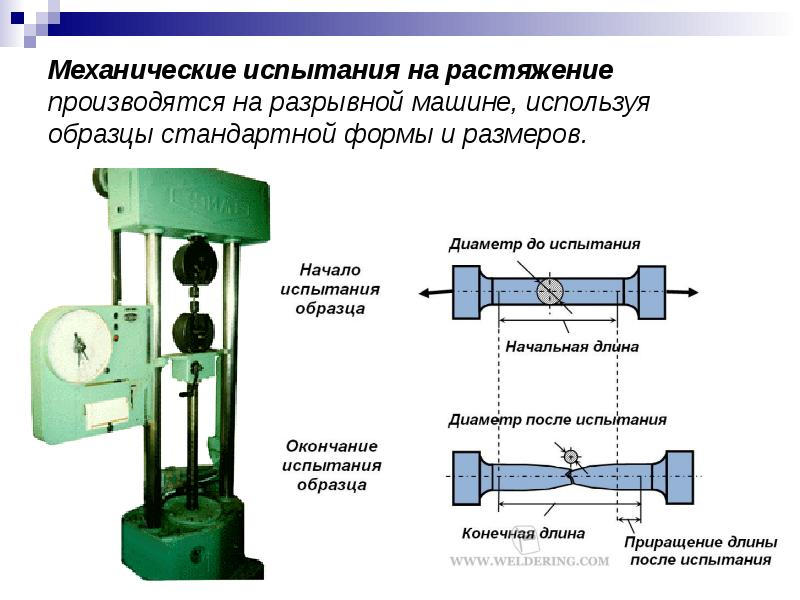 Механические испытания на растяжение
производятся на разрывной машине, используя
образцы стандартной формы и размеров.
Начало
испытания
образца
Диаметр до испытания
Начальная длина
Окончание
испытания
образца
Диаметр после испытания
Конечная длина
Приращение длины
после испытания
WWW.WELDERING.COM